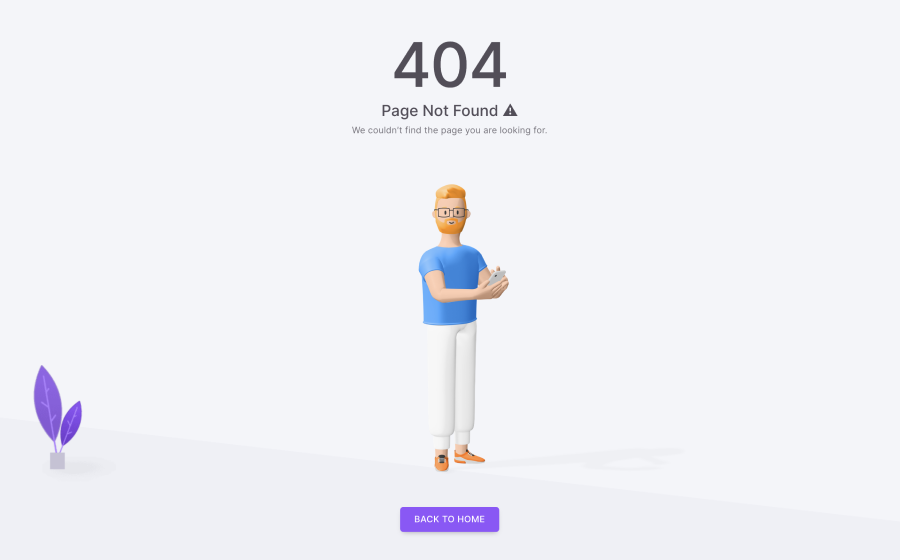 404
Page Not Found ⚠
We couldn't find the page you are looking for.
BACK TO HOME